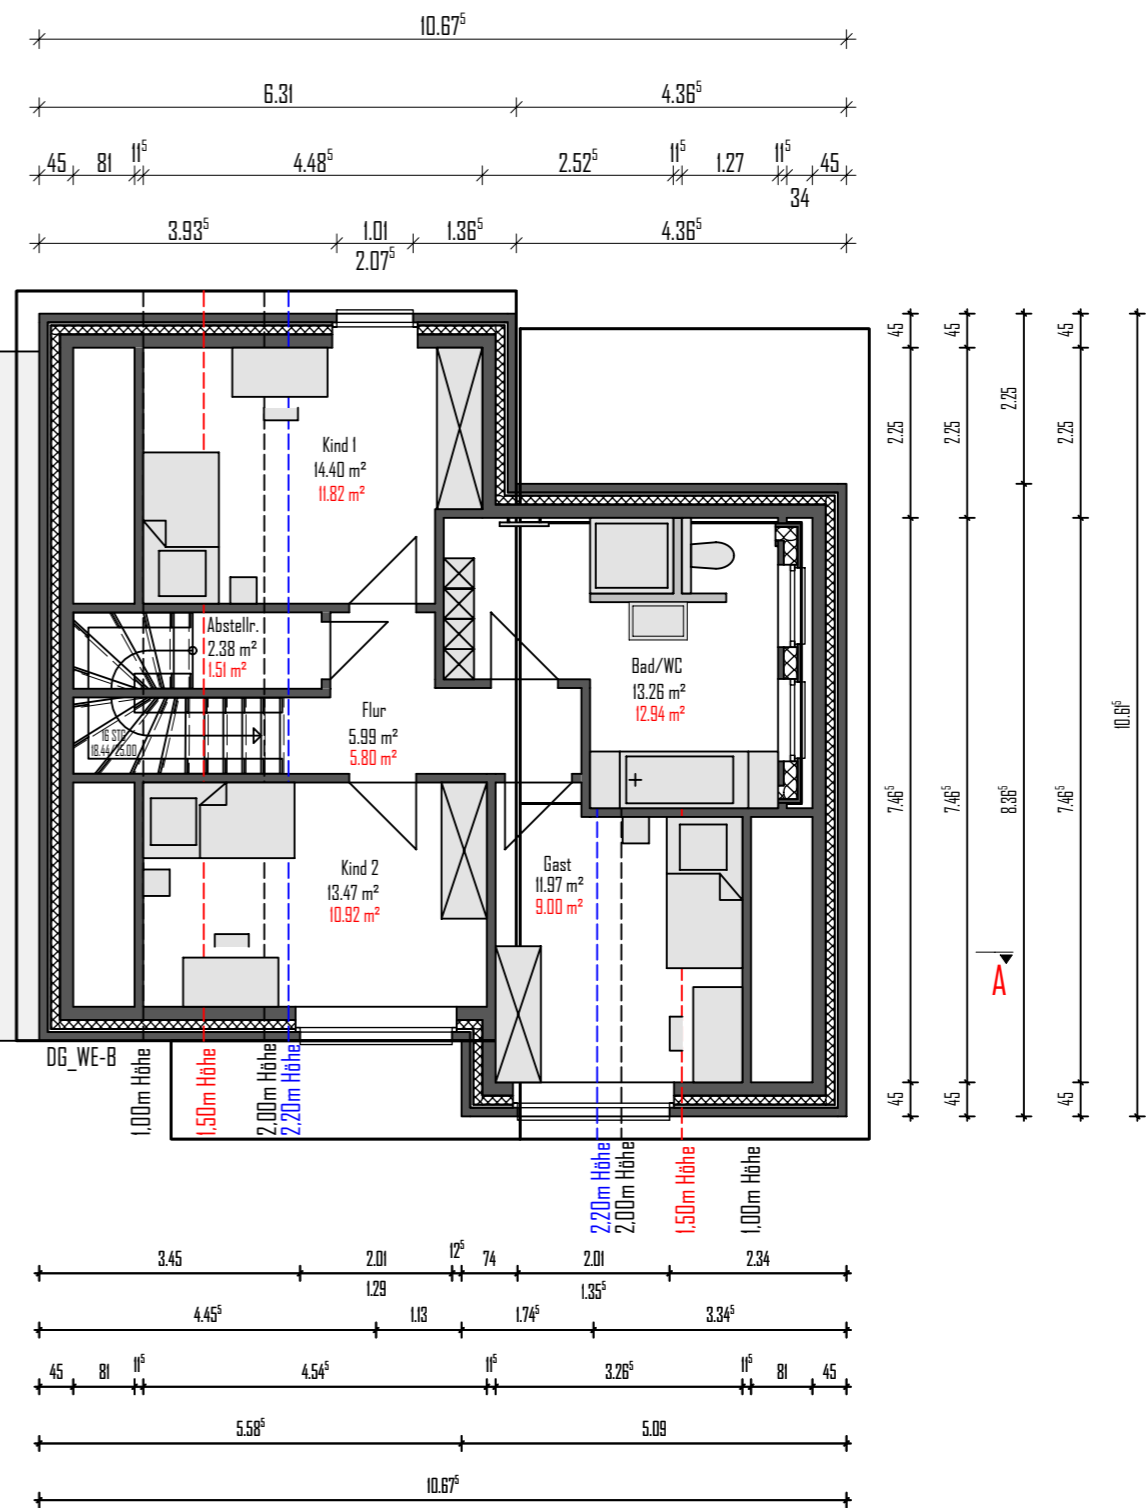 10.67⁵
6.31 4.36⁵
45 81 11⁵ 4.48⁵ 2.52⁵ 11⁵ 1.27 11⁵ 45
34
3.93⁵ 1.01 1.36⁵ 4.36⁵
2.07⁵
45 45 45
2.25 2.25 2.25 2.25
Kind 1
14.40 m²
11.82 m²
Abstellr.
2.38 m²
1.51 m²
Bad/WC
13.26 m²
12.94 m²
Flur
5.99 m²
5.80 m²
16 STG
18.44/25.00
7.46⁵ 7.46⁵ 8.36⁵ 7.46⁵
10.61⁵
Kind 2
13.47 m²
10.92 m²
Gast
11.97 m²
9.00 m²
A
45 45 45
DG_WE-B
1,00m Höhe
1,50m Höhe
2,00m Höhe
2,20m Höhe
2,20m Höhe
2,00m Höhe
1,50m Höhe
1,00m Höhe
3.45 2.01 12⁵ 74 2.01 2.34
1.29 1.35⁵
4.45⁵ 1.13 1.74⁵ 3.34⁵
45 81 11⁵ 4.54⁵ 11⁵ 3.26⁵ 11⁵ 81 45
5.58⁵ 5.09
10.67⁵